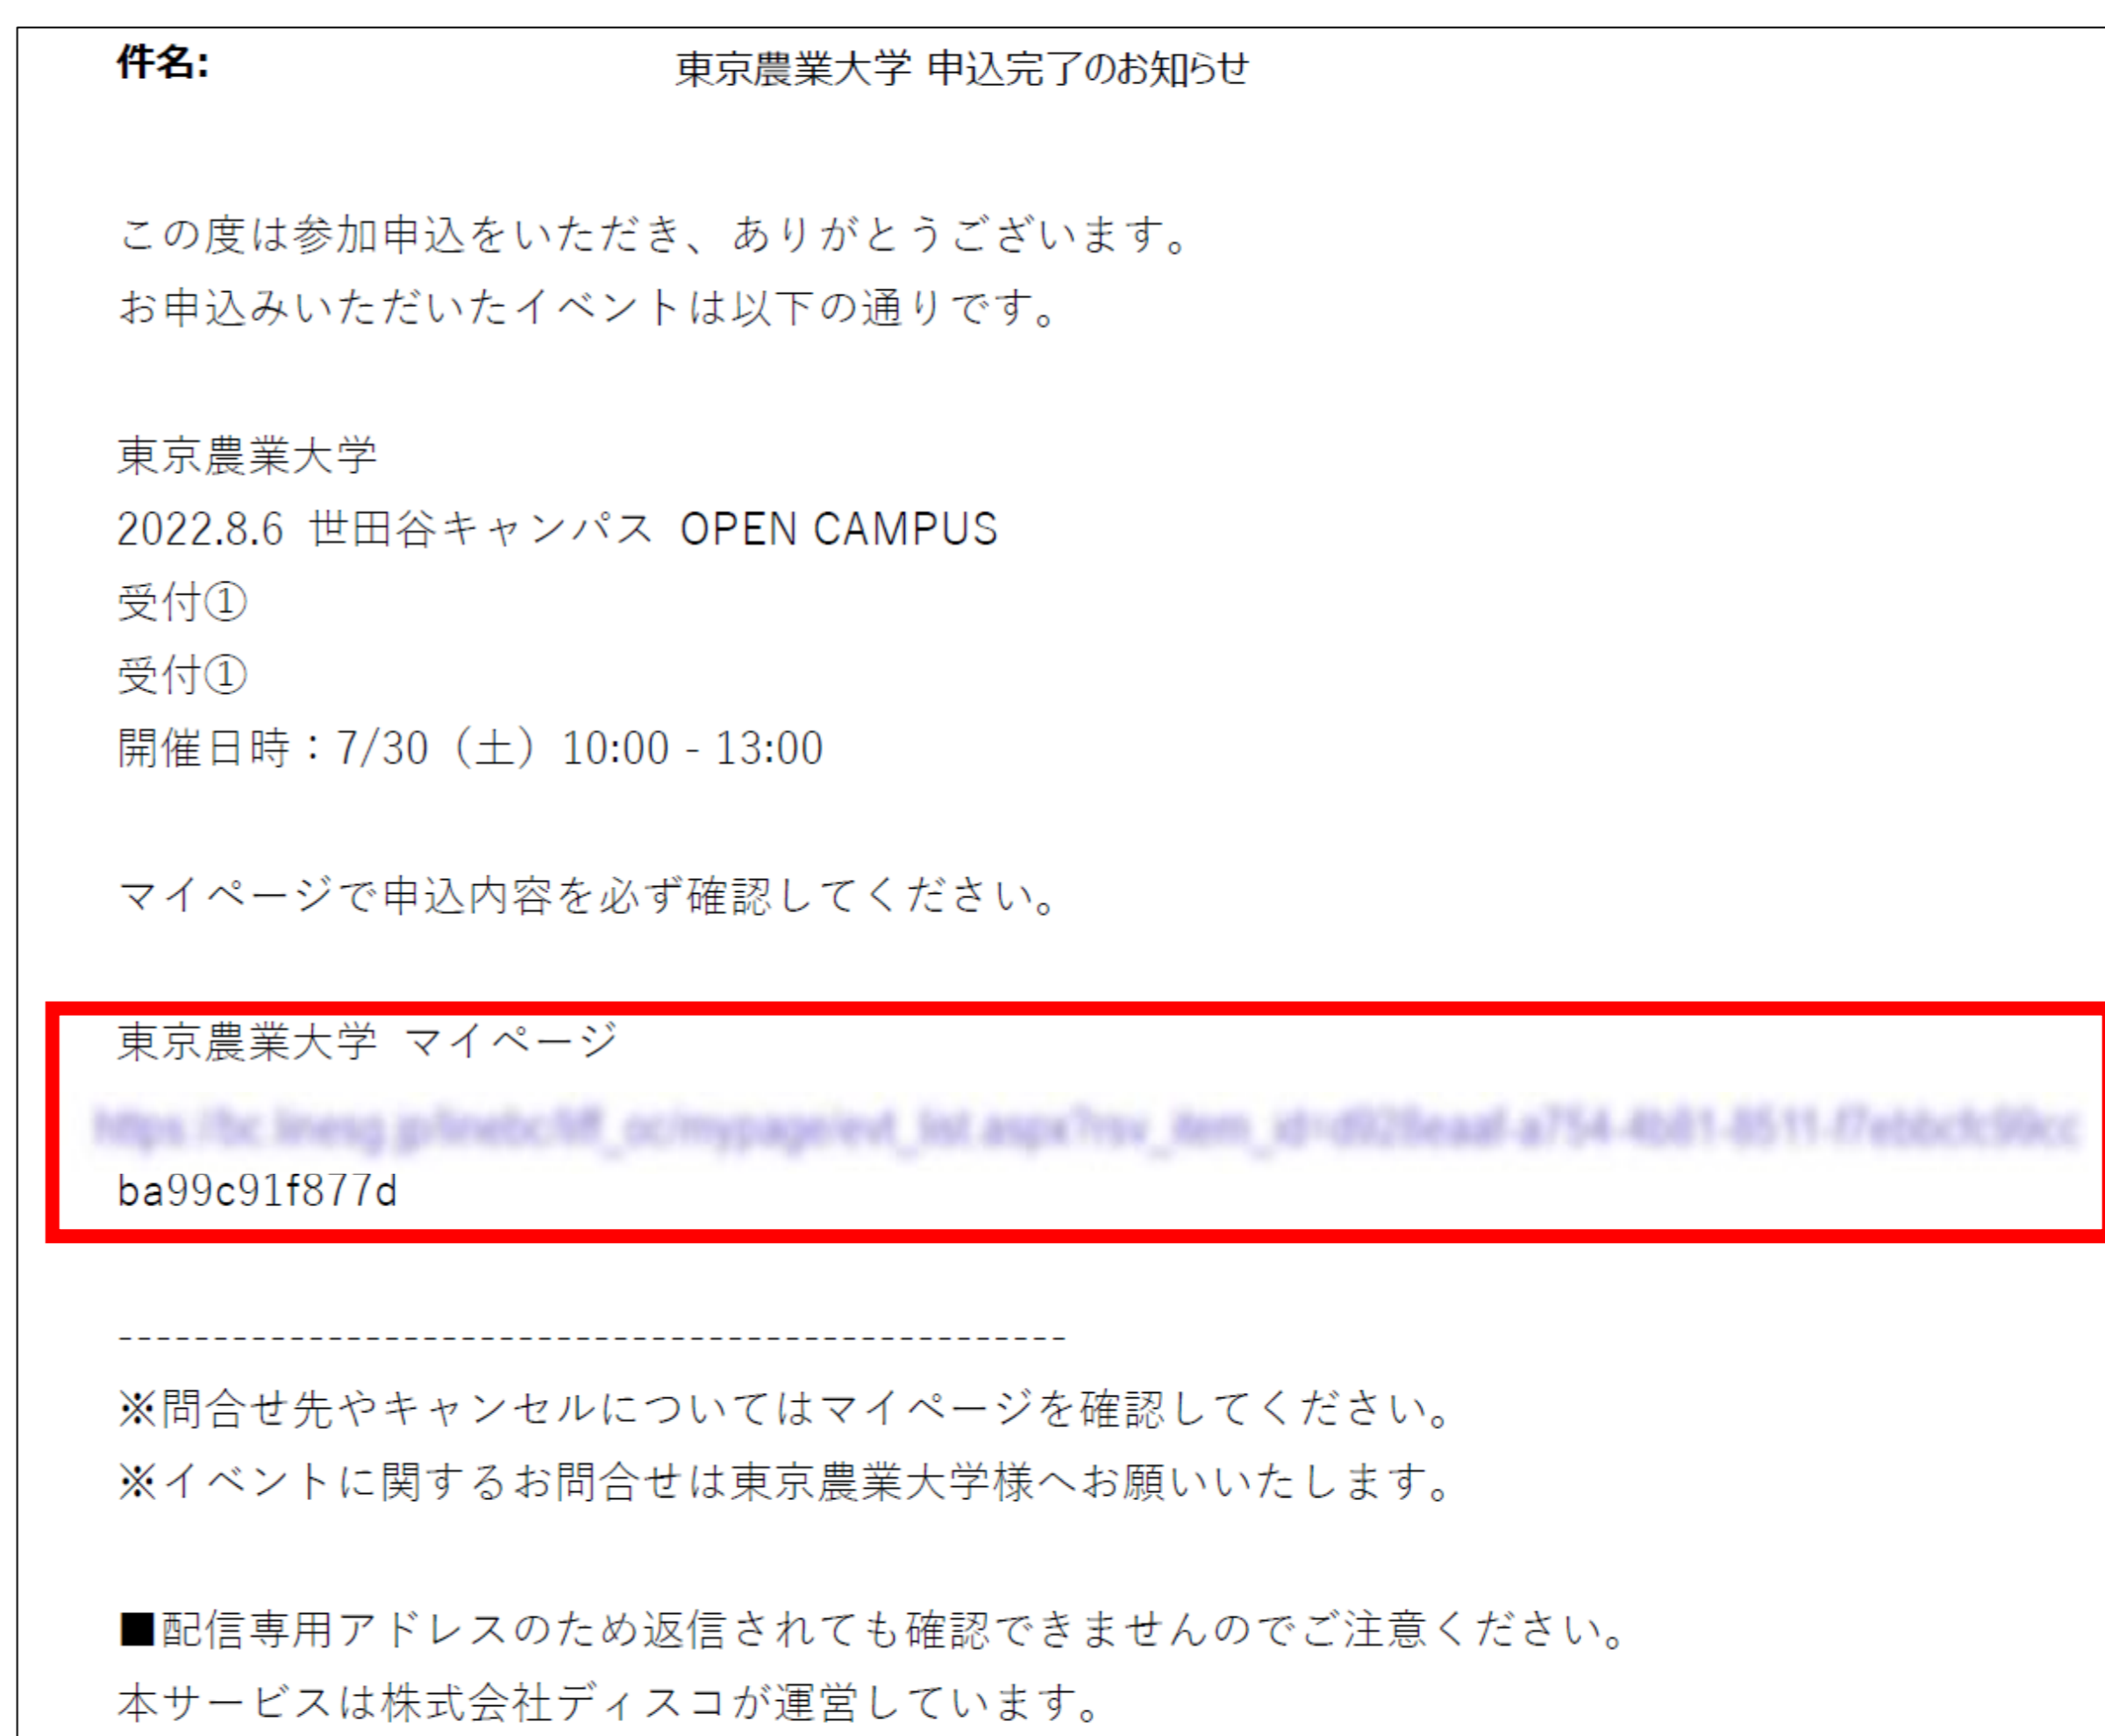 件名: 東京農業大学 申込完了のお知らせ
この度は参加申込をいただき、ありがとうございます。
お申込みいただいたイベントは以下の通りです。
東京農業大学
2022.8.6 世田谷キャンパス OPEN CAMPUS
受付①
受付①
開催日時：7/30（土）10:00 - 13:00
マイページで申込内容を必ず確認してください。
東京農業大学 マイページ
ba99c91f877d
--------------------------------------------------
※問合せ先やキャンセルについてはマイページを確認してください。
※イベントに関するお問合せは東京農業大学様へお願いいたします。
■配信専用アドレスのため返信されても確認できませんのでご注意ください。
本サービスは株式会社ディスコが運営しています。